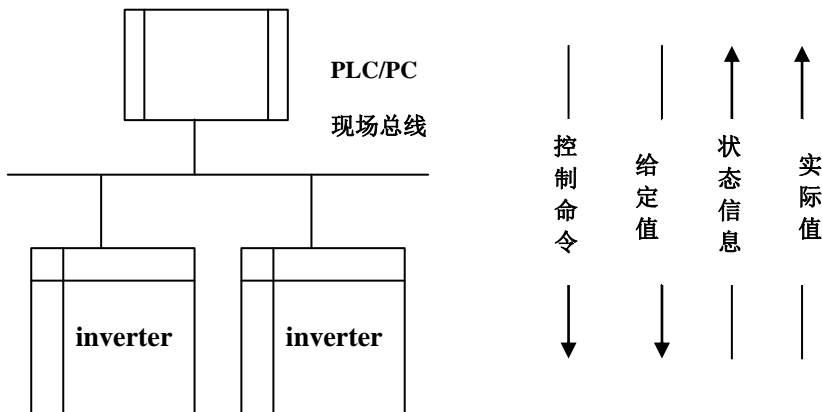 PLC/PC
现场总线
控制命令
给定值
状态信息
实际值
inverter
inverter